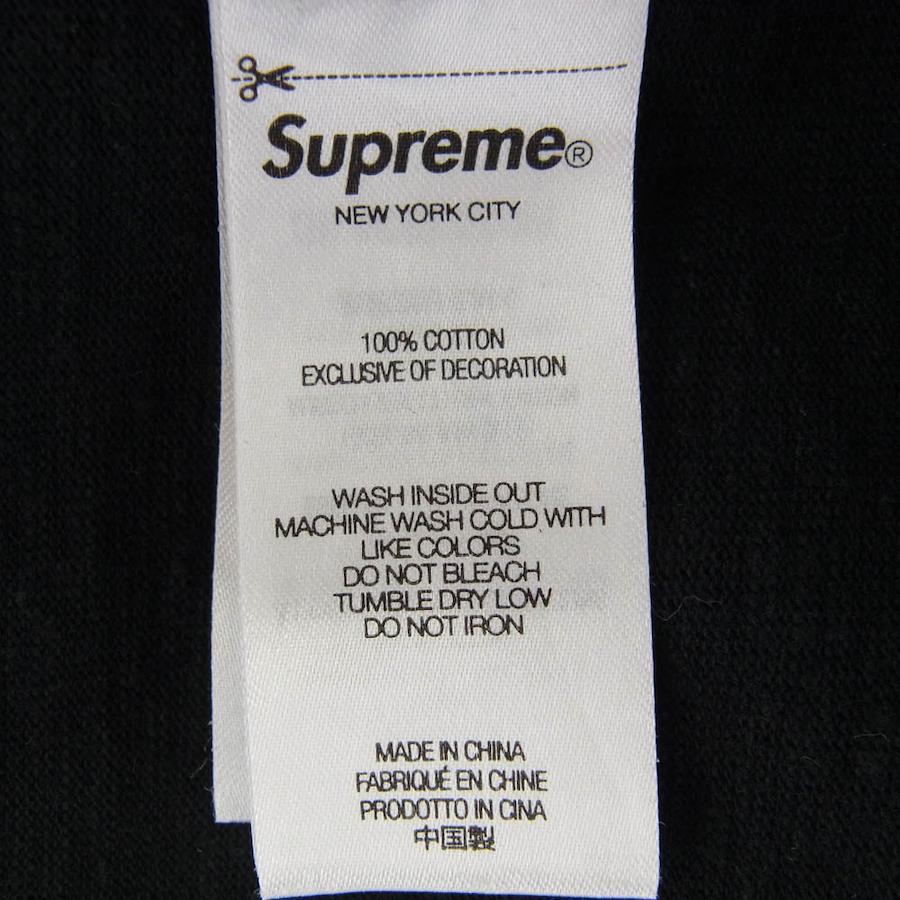 Supreme®
NEW YORK CITY
100% COTTON
EXCLUSIVE OF DECORATION
WASH INSIDE OUT
MACHINE WASH COLD WITH
LIKE COLORS
DO NOT BLEACH
TUMBLE DRY LOW
DO NOT IRON
MADE IN CHINA
FABRIQUÉ EN CHINE
PRODOTTO IN CINA
中国製